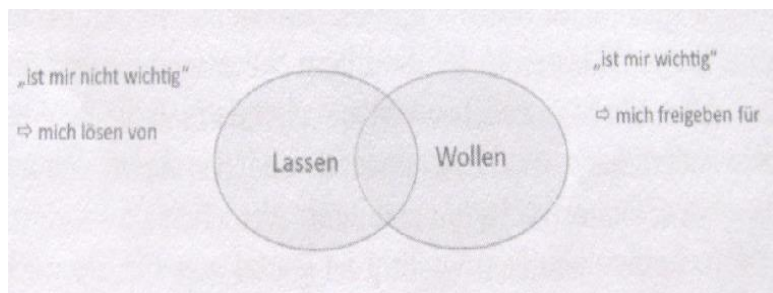 „ist mir nicht wichtig“
⇨ mich lösen von
Lassen
Wollen
„ist mir wichtig“
⇨ mich freigeben für